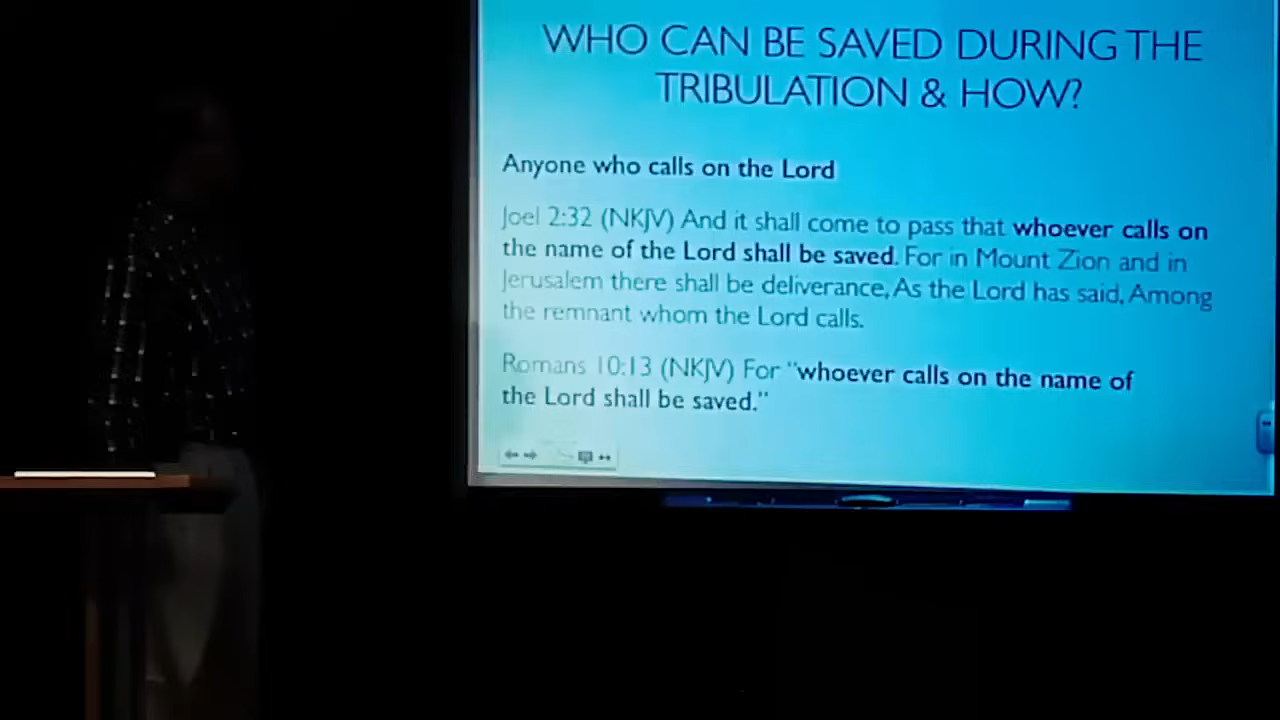 WHO CAN BE SAVED DURING THE
TRIBULATION & HOW?
Anyone who calls on the Lord
Joel 2:32 (NKJV) And it shall come to pass that whoever calls on
the name of the Lord shall be saved. For in Mount Zion and in
Jerusalem there shall be deliverance, As the Lord has said, Among
the remnant whom the Lord calls.
Romans 10:13 (NKJV) For "whoever calls on the name of
the Lord shall be saved."